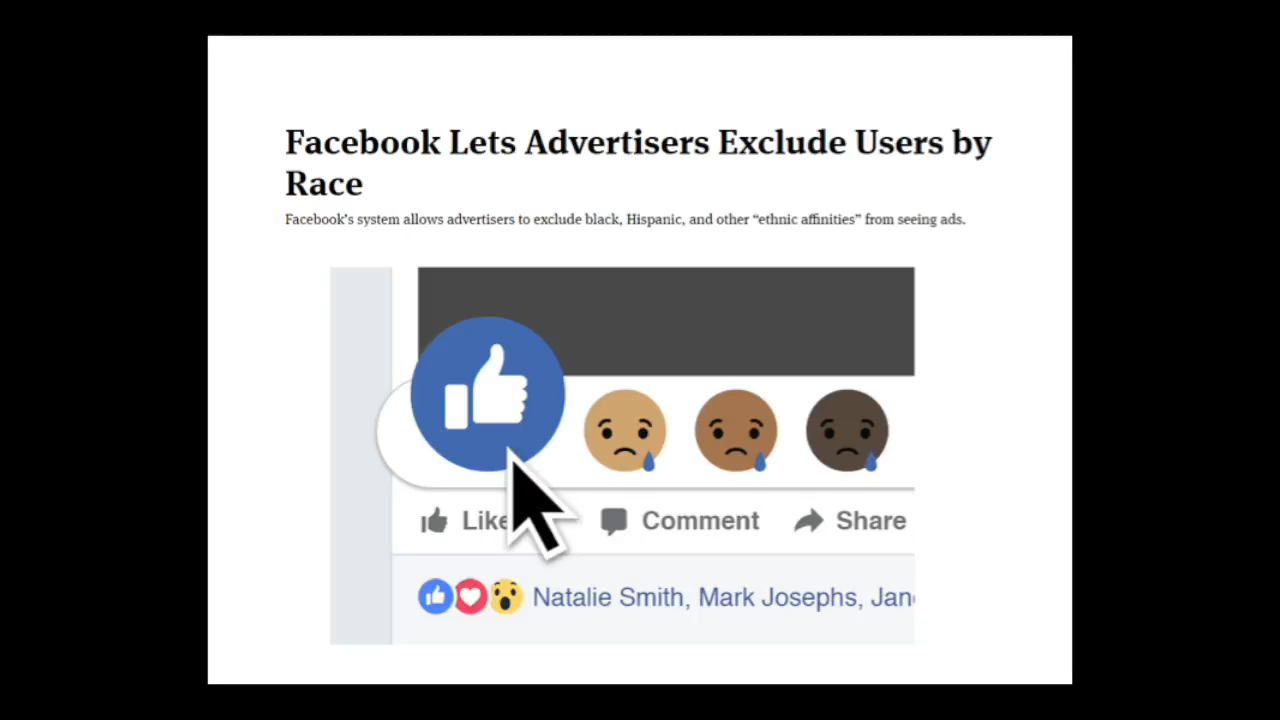 Facebook Lets Advertisers Exclude Users by
Race
Facebook’s system allows advertisers to exclude black, Hispanic, and other “ethnic affinities” from seeing ads.
Like Comment Share
Natalie Smith, Mark Josephs, Jan